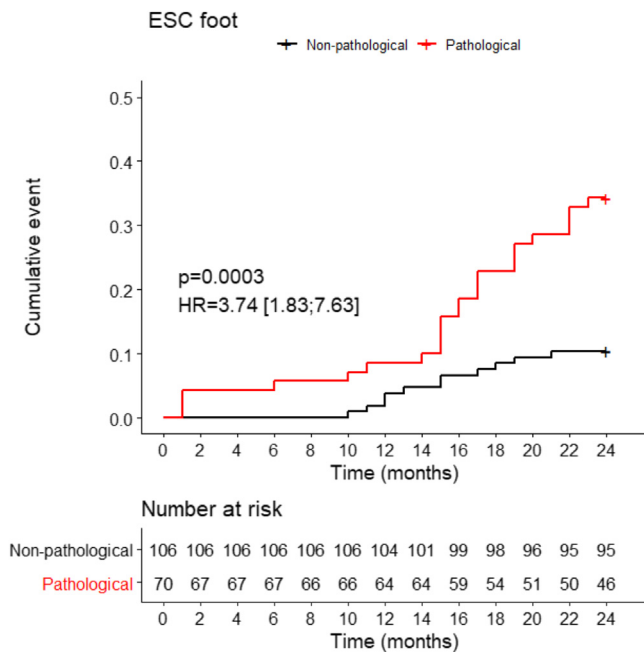 ESC foot
Non-pathological Pathological
0.5
0.4
0.3
0.2
0.1
0.0
Cumulative event
p=0.0003
HR=3.74 [1.83;7.63]
0 2 4 6 8 10 12 14 16 18 20 22 24
Time (months)
Number at risk
Non-pathological 106 106 106 106 106 106 104 101 99 98 96 95 95
Pathological 70 67 67 67 66 66 64 64 59 54 51 50 46
0 2 4 6 8 10 12 14 16 18 20 22 24
Time (months)